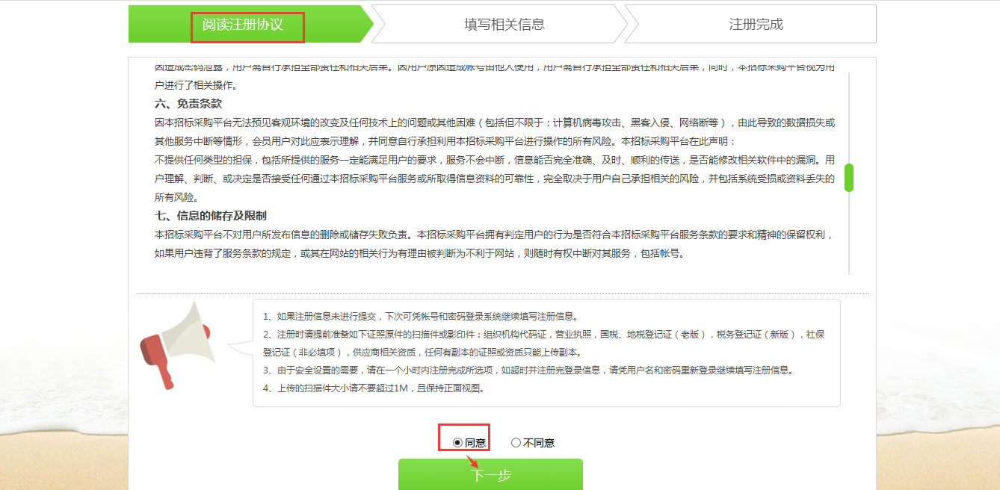 阅读注册协议
填写相关信息
注册完成
因造成密码泄露，用户需自行承担全部责任和相关后果。因用户原因造成帐号由他人使用，用户需自行承担全部责任和相关后果，同时，本招标采购平台视为用
户进行了相关操作。
六、免责条款
因本招标采购平台无法预见客观环境的改变及任何技术上的问题或其他困难（包括但不限于：计算机病毒攻击、黑客入侵、网络断等），由此导致的数据损失或
其他服务中断等情形，会员用户对此应表示理解，并同意自行承担利用本招标采购平台进行操作的所有风险。本招标采购平台在此声明：
不提供任何类型的担保，包括所提供的服务一定能满足用户的要求，服务不会中断，信息能否完全准确、及时、顺利的传送，是否能修改相关软件中的漏洞。用
户理解、判断、或决定是否接受任何通过本招标采购平台服务或所取得信息资料的可靠性，完全取决于用户自己承担相关的风险，并包括系统受损或资料丢失的
所有风险。
七、信息的储存及限制
本招标采购平台不对用户所发布信息的删除或储存失败负责。本招标采购平台拥有判定用户的行为是否符合本招标采购平台服务条款的要求和精神的保留权利，
如果用户违背了服务条款的规定，或其在网站的相关行为有理由被判断为不利于网站，则随时有权中断对其服务，包括帐号。
1、如果注册信息未进行提交，下次可凭帐号和密码登录系统继续填写注册信息。
2、注册时请提前准备如下证照原件的扫描件或影印件：组织机构代码证，营业执照，国税、地税登记证（老版），税务登记证（新版），社保
登记证（非必填项），供应商相关资质，任何有副本的证照或资质只能上传副本。
3、由于安全设置的需要，请在一个小时内注册完成所选项，如超时并注册完登录信息，请凭用户名和密码重新登录继续填写注册信息。
4、上传的扫描件大小请不要超过1M，且保持正面视图。
同意
不同意
下一步